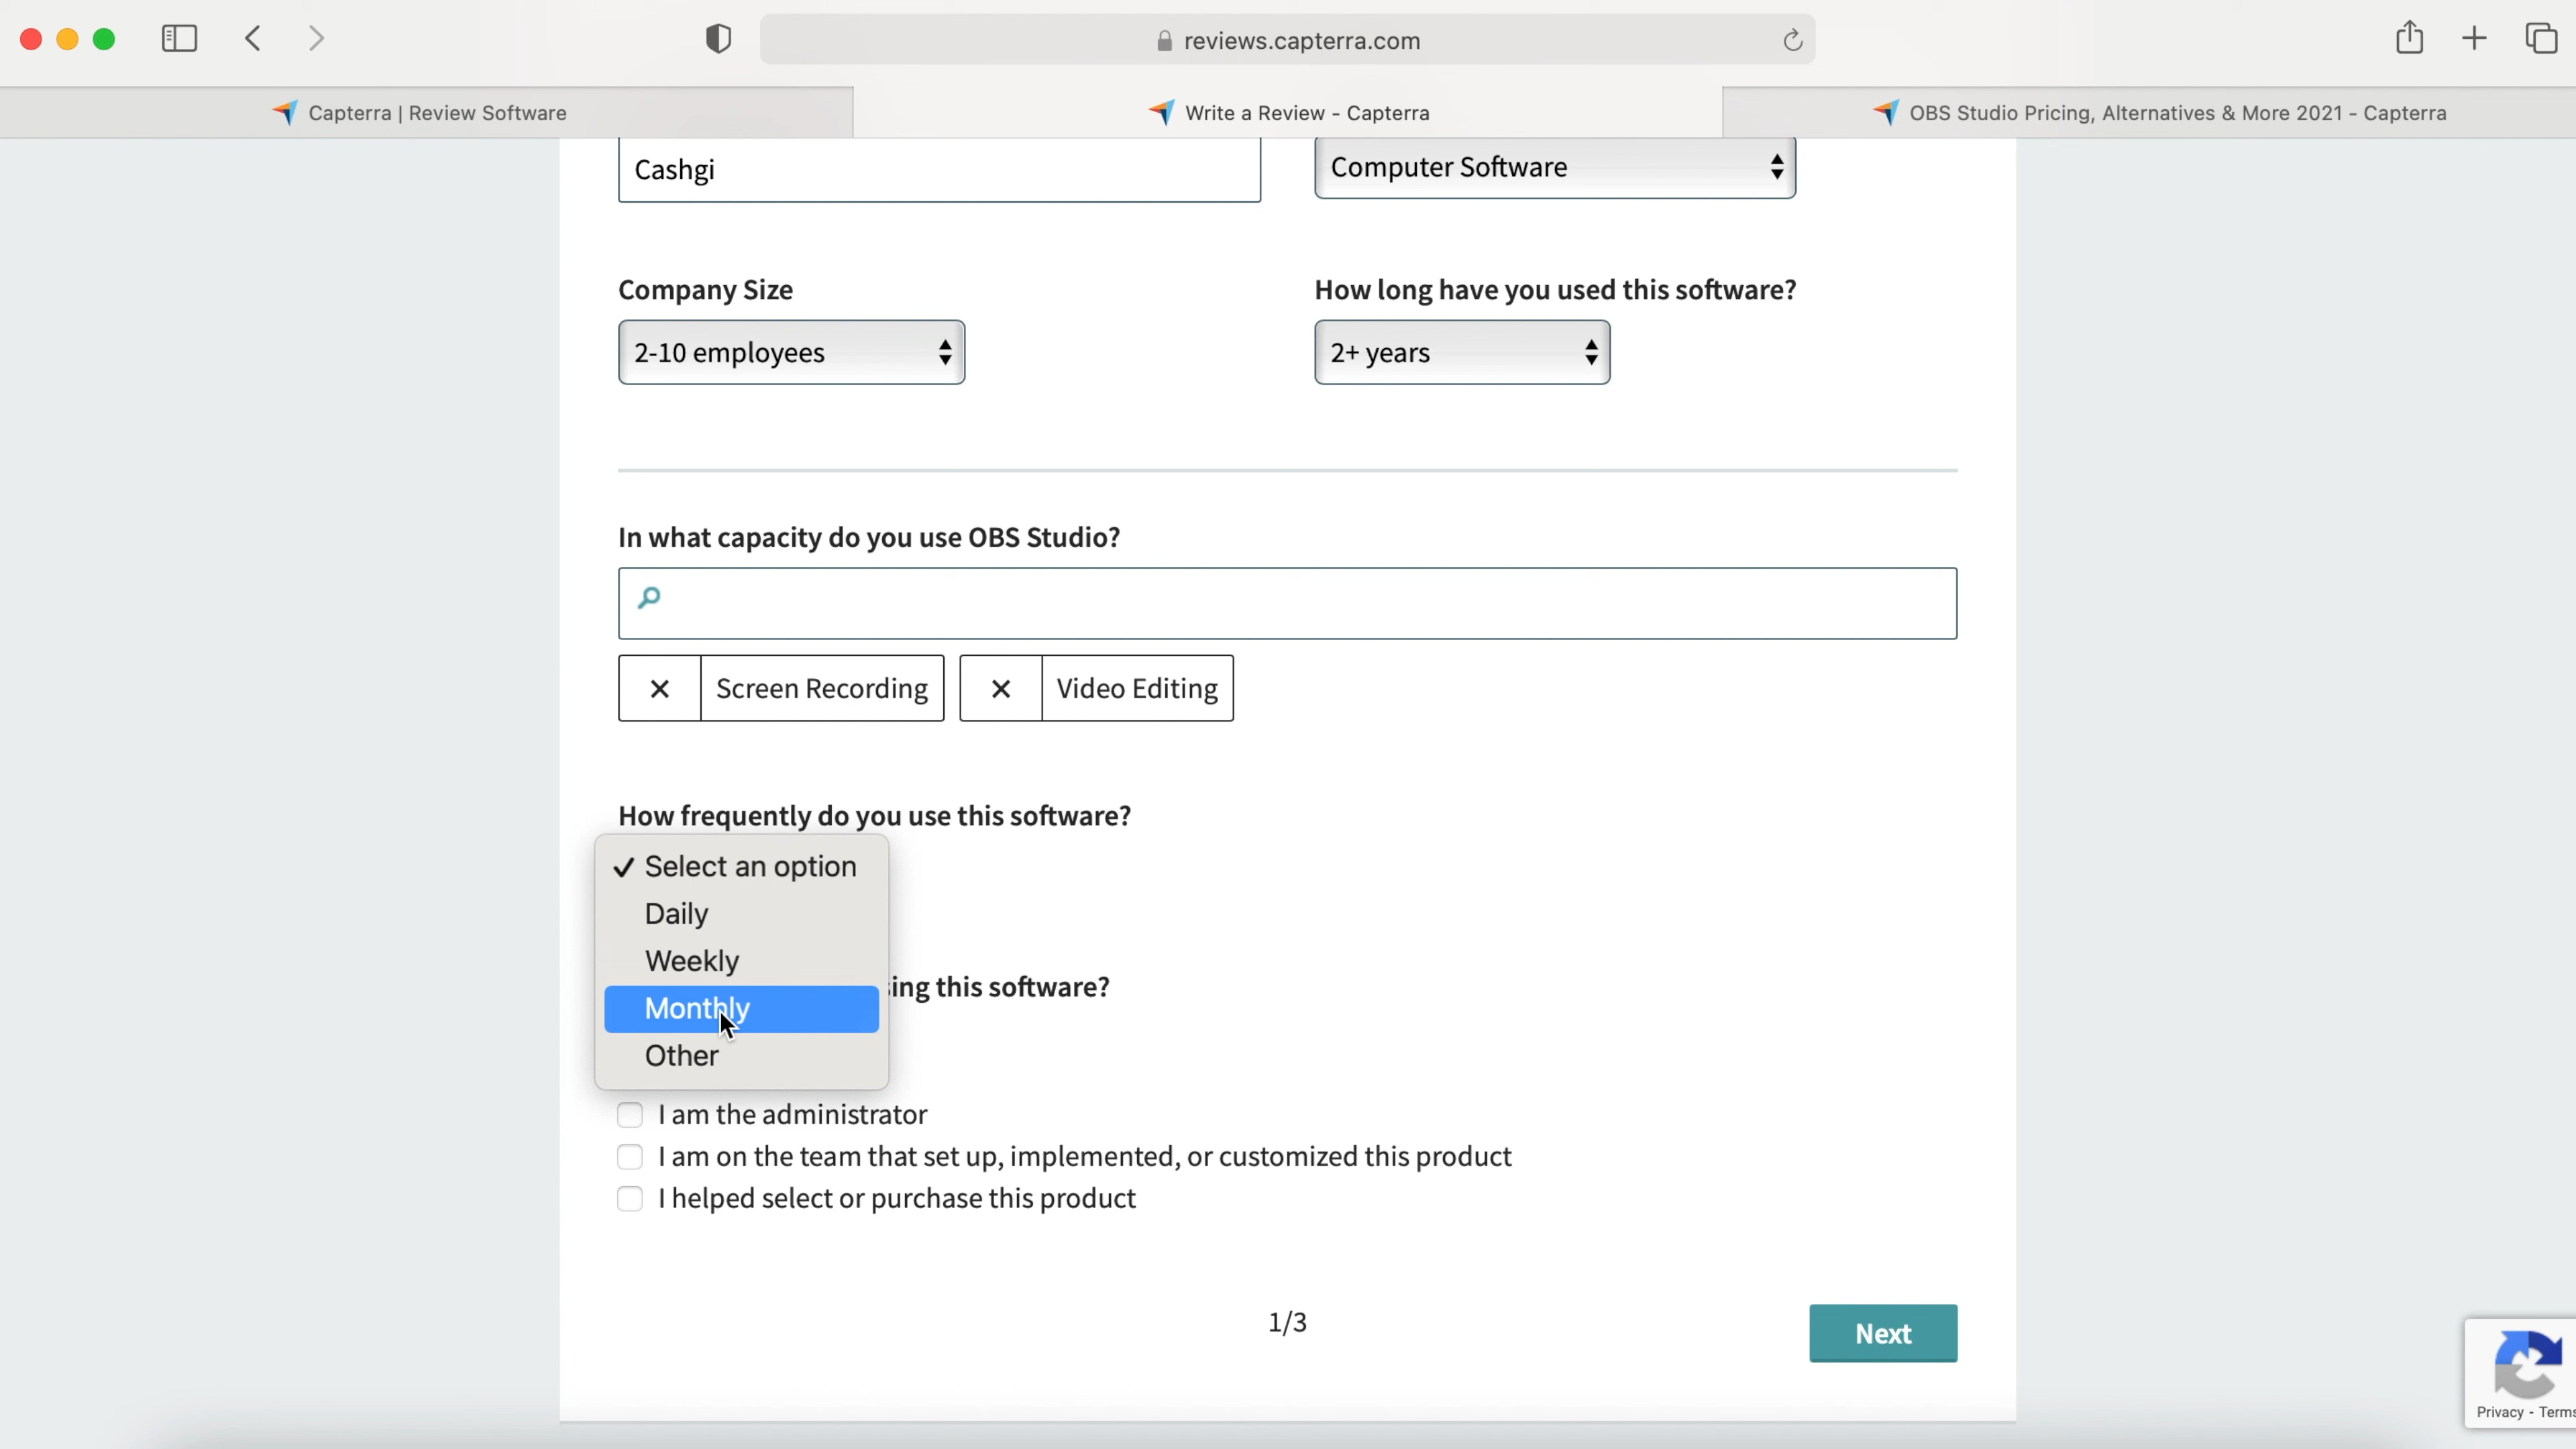 reviews.capterra.com
Capterra | Review Software
Write a Review - Capterra
OBS Studio Pricing, Alternatives & More 2021 - Capterra
Cashgi
Computer Software
Company Size
How long have you used this software?
2-10 employees
2+ years
In what capacity do you use OBS Studio?
Screen Recording
Video Editing
How frequently do you use this software?
✓ Select an option
Daily
Weekly
ing this software?
Monthly
Other
I am the administrator
I am on the team that set up, implemented, or customized this product
I helped select or purchase this product
1/3
Next
Privacy - Terms